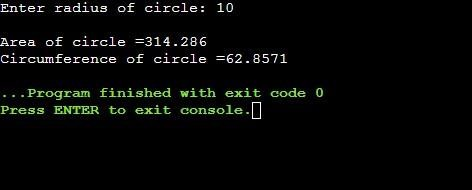 Enter radius of circle: 10
Area of circle =314.286
Circumference of circle =62.8571
...Program finished with exit code 0
Press ENTER to exit console.